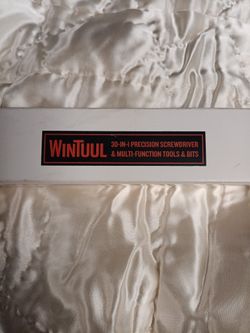 WINTUUL
30-IN-1 PRECISION SCREWDRIVER
& MULTI-FUNCTION TOOLS & BITS